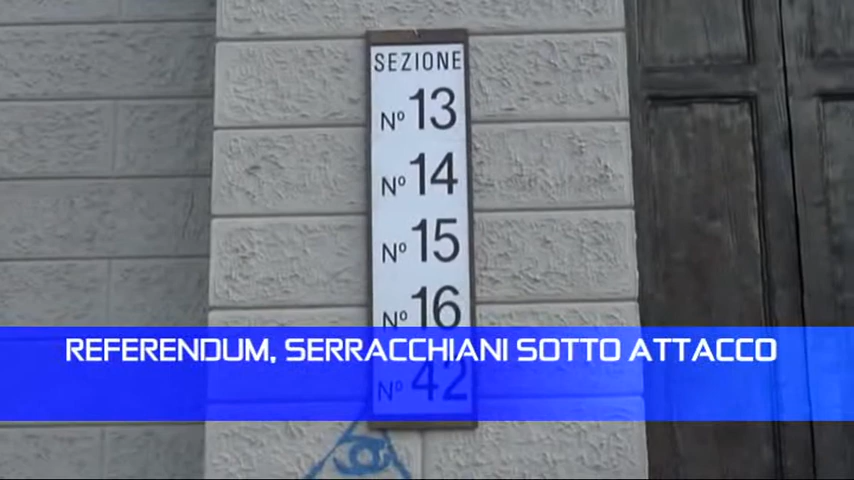 SEZIONE
Nº 13
Nº 14
Nº 15
Nº 16
REFERENDUM, SERRACCHIANI SOTTO ATTACCO
Nº 42